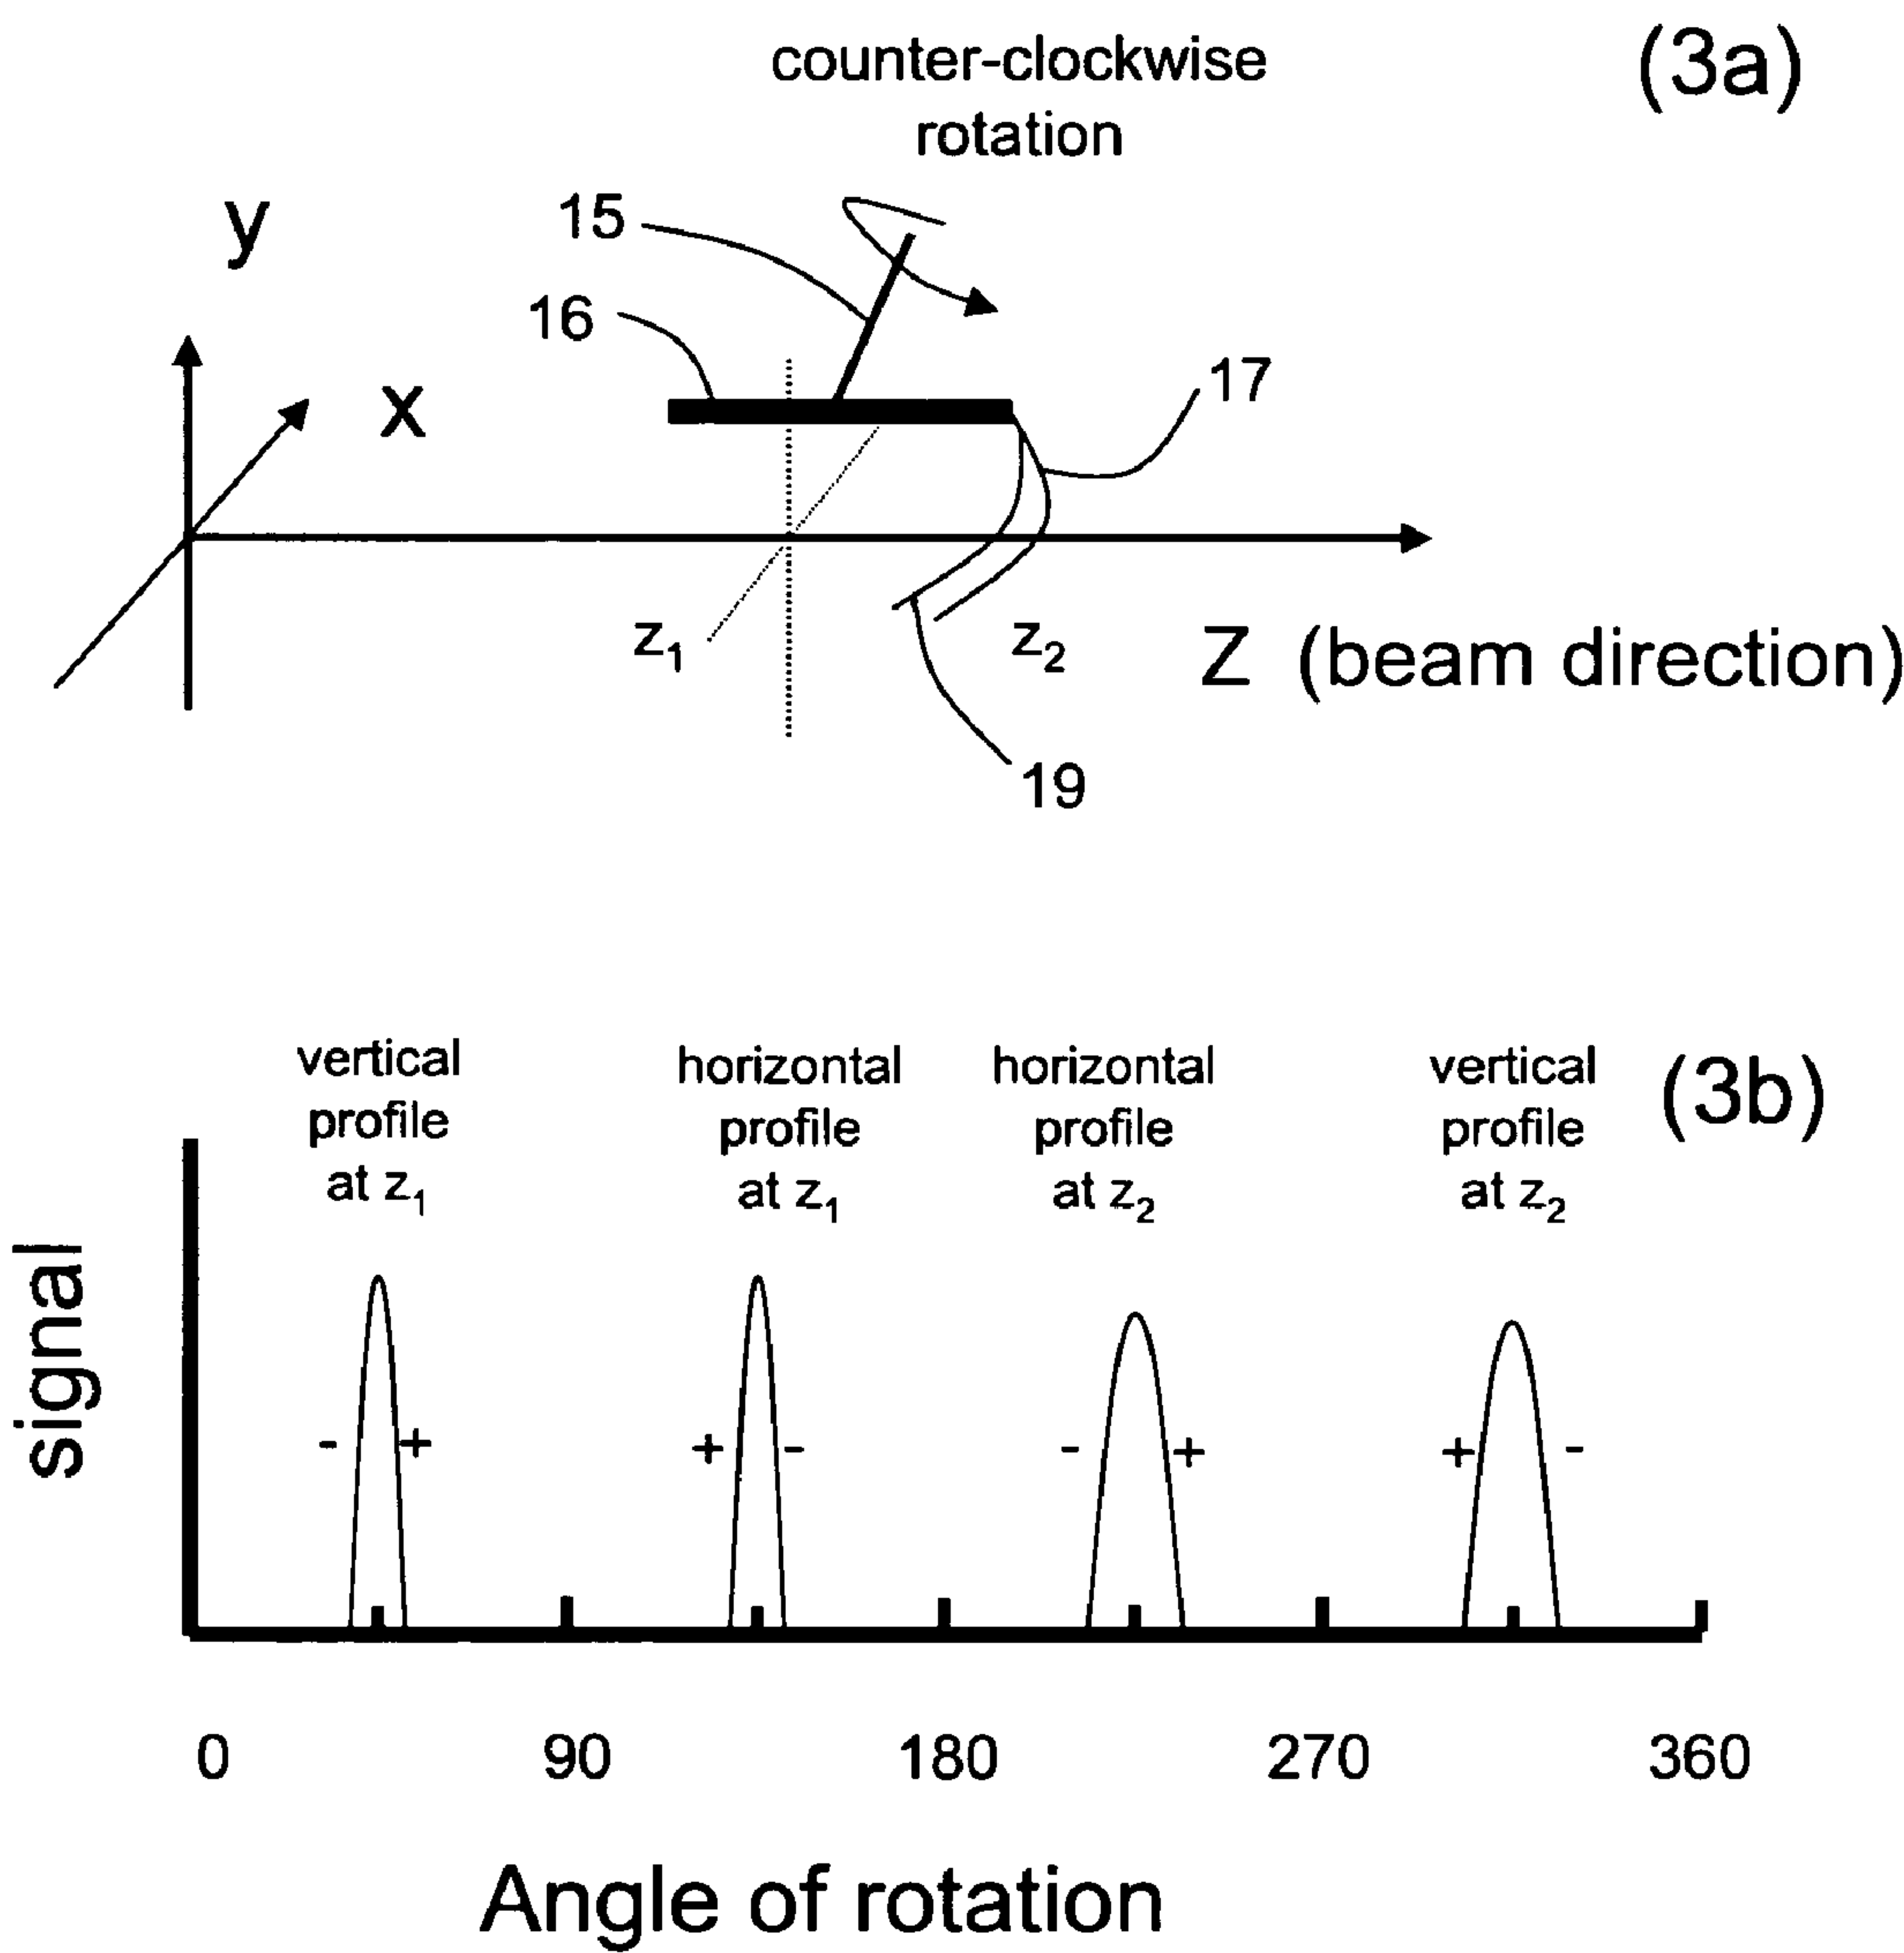 (3a)
counter-clockwise
rotation
y
15
16
x
17
z1
z2
Z (beam direction)
19
(3b)
vertical
profile
at z1
horizontal
profile
at z1
horizontal
profile
at z2
vertical
profile
at z2
signal
- + + - - + + -
0 90 180 270 360
Angle of rotation